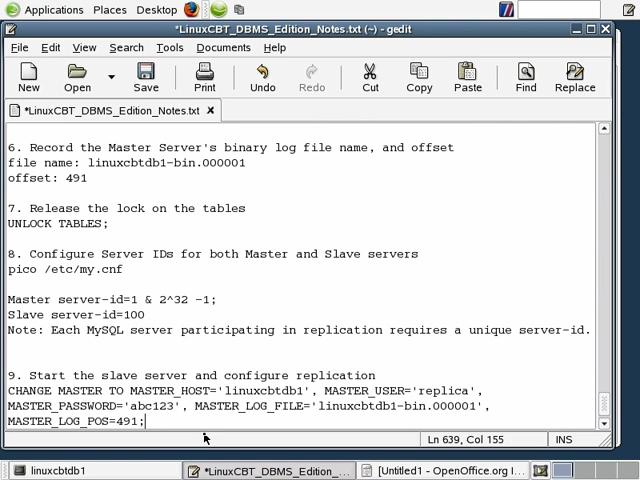 Applications Places Desktop
*LinuxCBT_DBMS_Edition_Notes.txt (~) - gedit
File Edit View Search Tools Documents Help
New Open Save Print Undo Redo Cut Copy Paste Find Replace
*LinuxCBT_DBMS_Edition_Notes.txt x
6. Record the Master Server's binary log file name, and offset
file name: linuxcbtdb1-bin.000001
offset: 491
7. Release the lock on the tables
UNLOCK TABLES;
8. Configure Server IDs for both Master and Slave servers
pico /etc/my.cnf
Master server-id=1 & 2^32 -1;
Slave server-id=100
Note: Each MySQL server participating in replication requires a unique server-id.
9. Start the slave server and configure replication
CHANGE MASTER TO MASTER_HOST='linuxcbtdb1', MASTER_USER='replica',
MASTER_PASSWORD='abc123', MASTER_LOG_FILE='linuxcbtdb1-bin.000001',
MASTER_LOG_POS=491;
Ln 639, Col 155 INS
linuxcbtdb1 *LinuxCBT_DBMS_Edition_... [Untitled1 - OpenOffice.org I...